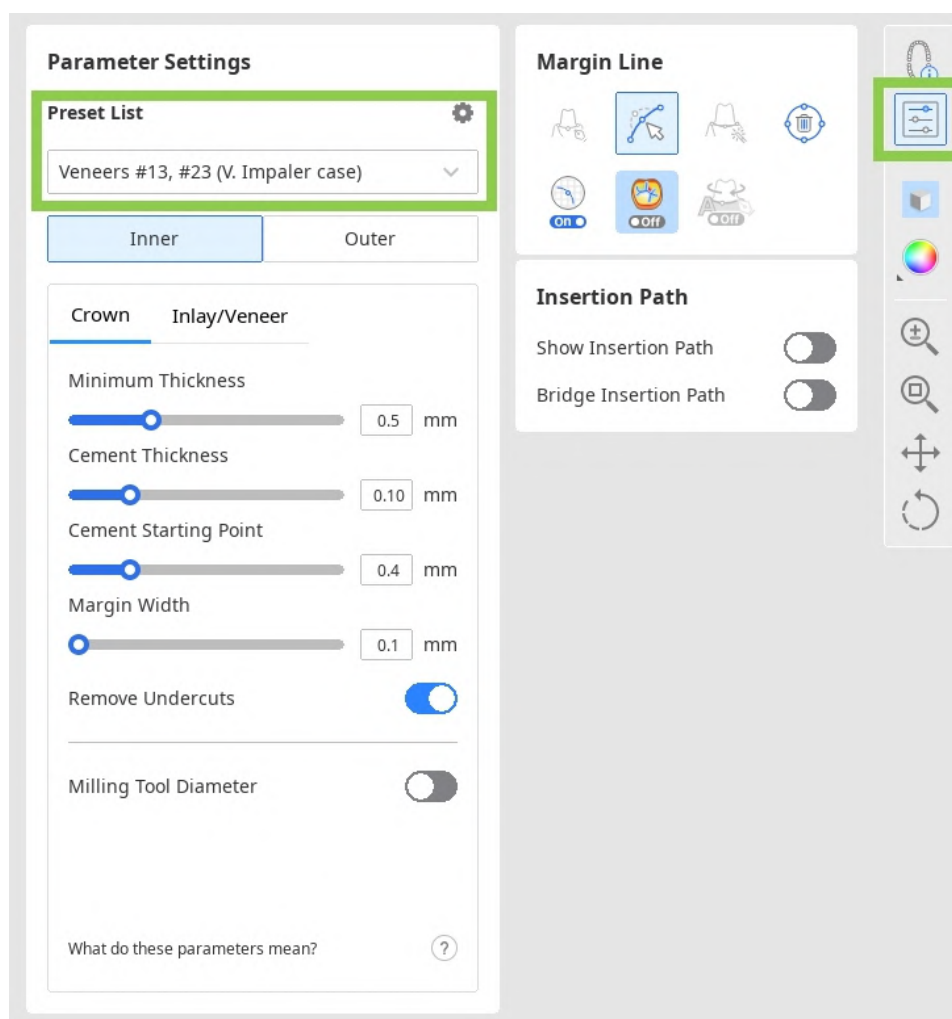 Parameter Settings
Preset List
Veneers #13, #23 (V. Impaler case)
Inner Outer
Crown Inlay/Veneer
Minimum Thickness
0.5 mm
Cement Thickness
0.10 mm
Cement Starting Point
0.4 mm
Margin Width
0.1 mm
Remove Undercuts
Milling Tool Diameter
What do these parameters mean? ?
Margin Line
On Off Off
Insertion Path
Show Insertion Path
Bridge Insertion Path